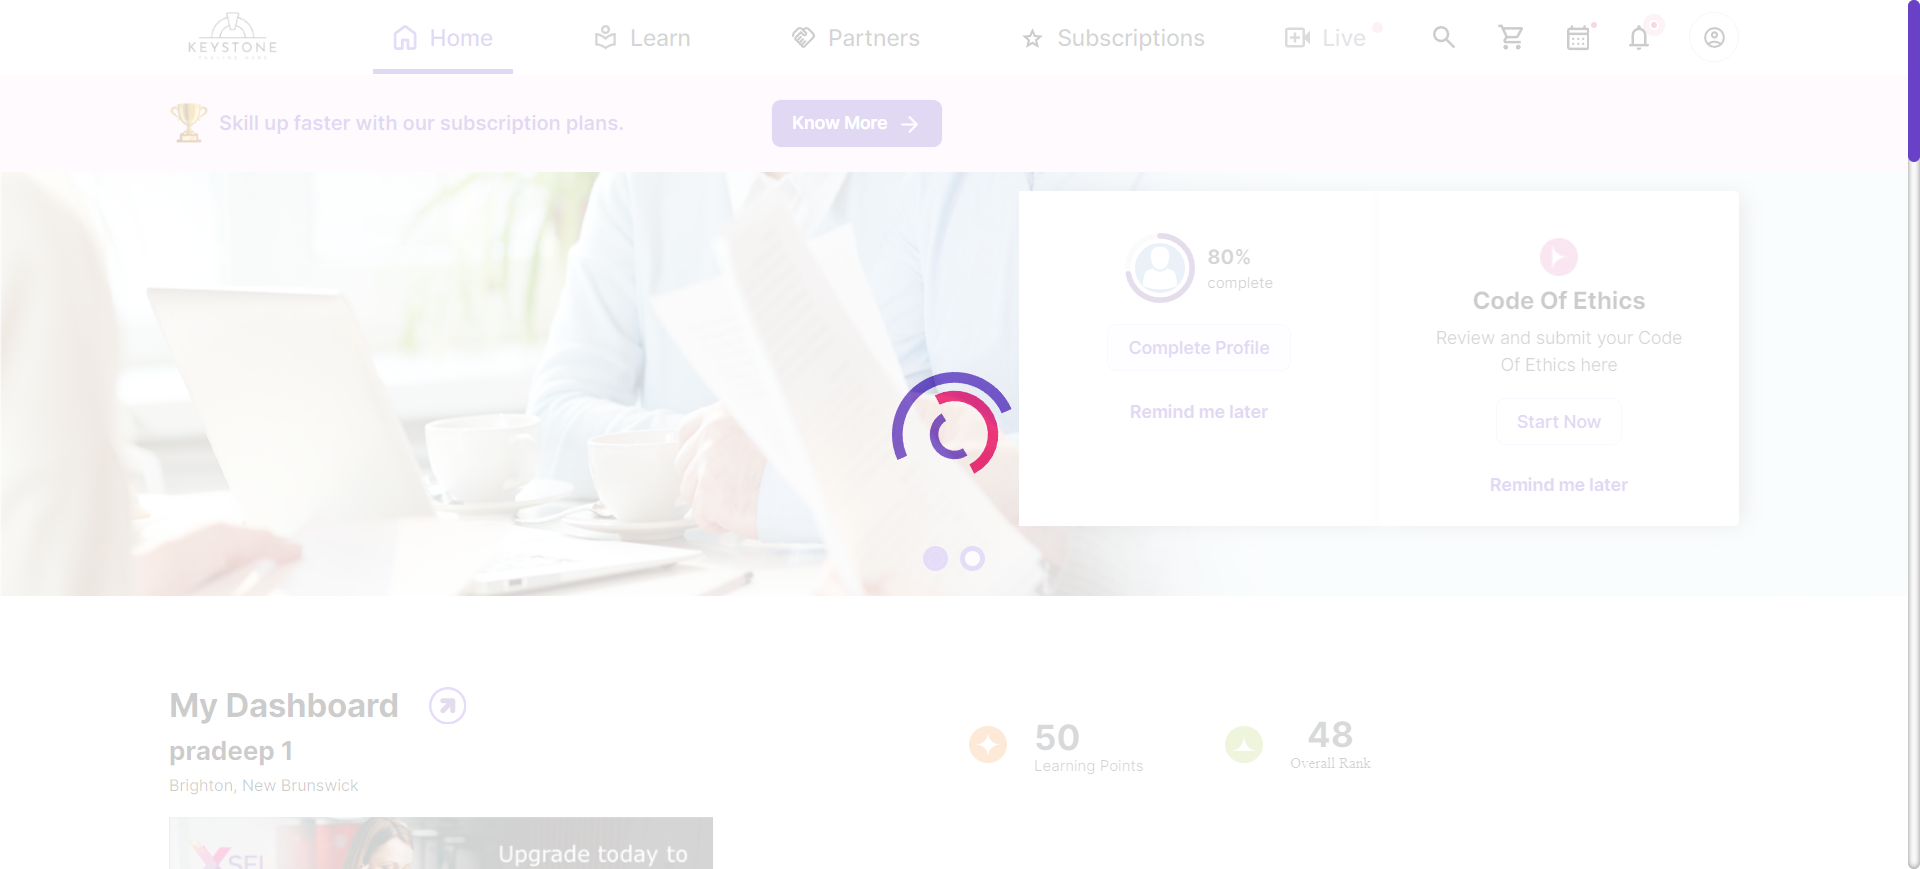 KEYSTONE
TAGLINE HERE
Home
Learn
Partners
Subscriptions
Live
Skill up faster with our subscription plans.
Know More
80%
complete
Complete Profile
Remind me later
Code Of Ethics
Review and submit your Code
Of Ethics here
Start Now
Remind me later
My Dashboard
pradeep 1
Brighton, New Brunswick
50
Learning Points
48
Overall Rank
Upgrade today to